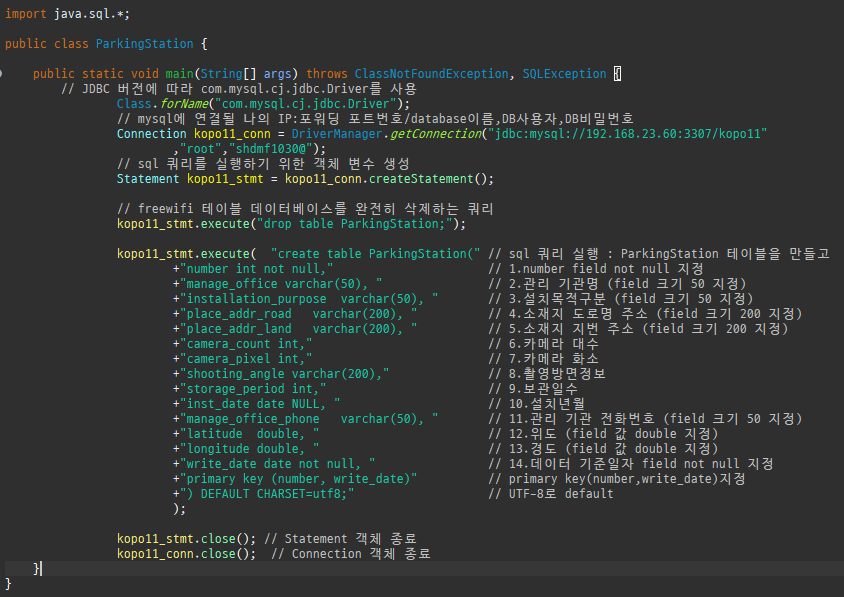 import java.sql.*;
public class ParkingStation {
public static void main(String[] args) throws ClassNotFoundException, SQLException {
// JDBC 버전에 따라 com.mysql.cj.jdbc.Driver를 사용
Class.forName("com.mysql.cj.jdbc.Driver");
// mysql에 연결될 나의 IP:포워딩 포트번호/database이름,DB사용자,DB비밀번호
Connection kopo11_conn = DriverManager.getConnection("jdbc:mysql://192.168.23.60:3307/kopo11"
,"root","shdmf1030@");
// sql 쿼리를 실행하기 위한 객체 변수 생성
Statement kopo11_stmt = kopo11_conn.createStatement();
// freewifi 테이블 데이터베이스를 완전히 삭제하는 쿼리
kopo11_stmt.execute("drop table ParkingStation;");
kopo11_stmt.execute(  "create table ParkingStation(" // sql 쿼리 실행 : ParkingStation 테이블을 만들고
+"number int not null," // 1.number field not null 지정
+"manage_office varchar(50), " // 2.관리 기관명 (field 크기 50 지정)
+"installation_purpose  varchar(50), " // 3.설치목적구분 (field 크기 50 지정)
+"place_addr_road   varchar(200), " // 4.소재지 도로명 주소 (field 크기 200 지정)
+"place_addr_land   varchar(200), " // 5.소재지 지번 주소 (field 크기 200 지정)
+"camera_count int," // 6.카메라 대수
+"camera_pixel int," // 7.카메라 화소
+"shooting_angle varchar(200)," // 8.촬영방면정보
+"storage_period int," // 9.보관일수
+"inst_date date NULL, " // 10.설치년월
+"manage_office_phone   varchar(50), " // 11.관리 기관 전화번호 (field 크기 50 지정)
+"latitude  double, " // 12.위도 (field 값 double 지정)
+"longitude double, " // 13.경도 (field 값 double 지정)
+"write_date date not null, " // 14.데이터 기준일자 field not null 지정
+"primary key (number, write_date)" // primary key(number,write_date)지정
+") DEFAULT CHARSET=utf8;" // UTF-8로 default
);
kopo11_stmt.close(); // Statement 객체 종료
kopo11_conn.close();  // Connection 객체 종료
}
}